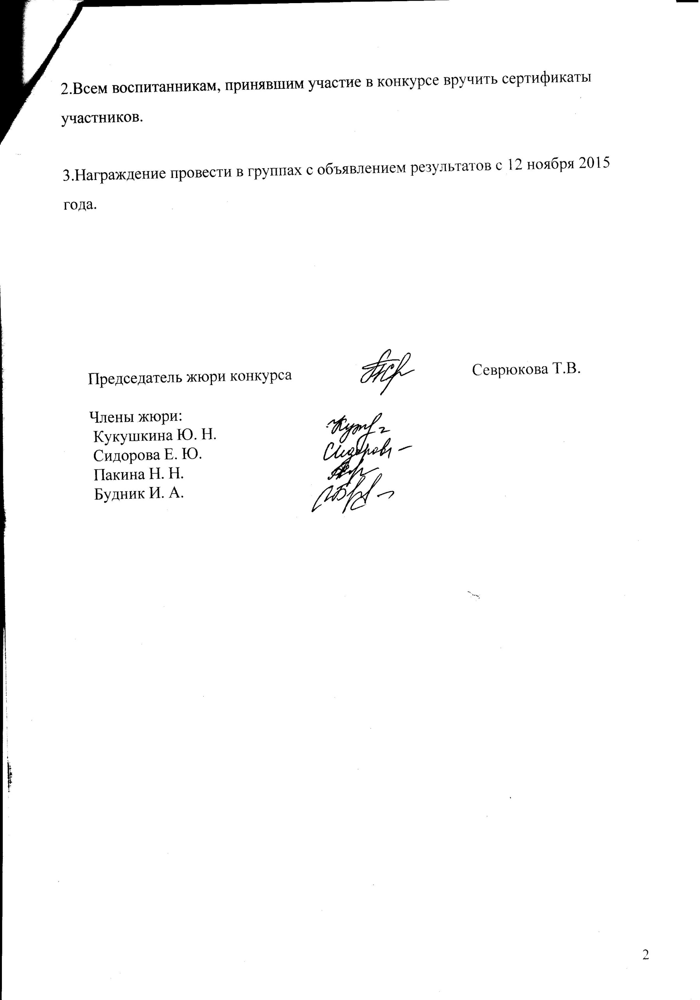 2.Всем воспитанникам, принявшим участие в конкурсе вручить сертификаты
участников.
3.Награждение провести в группах с объявлением результатов с 12 ноября 2015
года.
Председатель жюри конкурса Севрюкова Т.В.
Члены жюри:
Кукушкина Ю. Н.
Сидорова Е. Ю.
Пакина Н. Н.
Будник И. А.
2